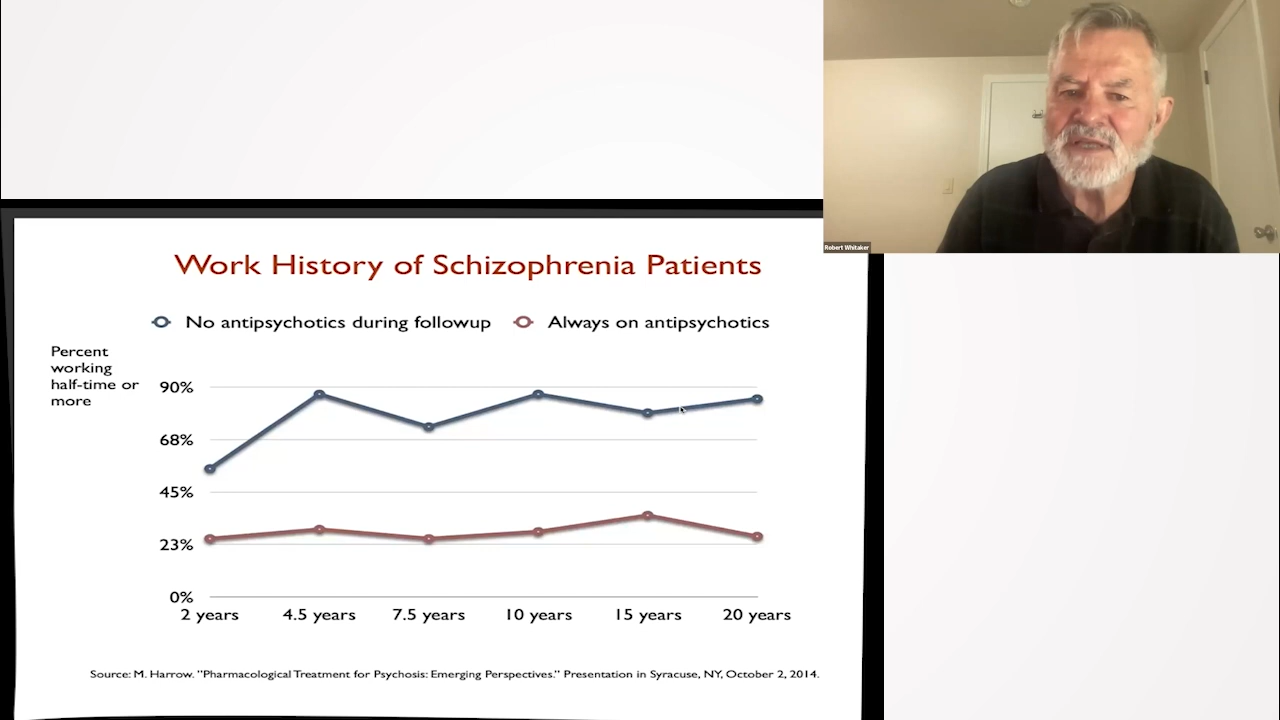 Robert Whitaker
Work History of Schizophrenia Patients
No antipsychotics during followup
Always on antipsychotics
Percent
working
half-time or
more
90%
68%
45%
23%
0%
2 years
4.5 years
7.5 years
10 years
15 years
20 years
Source: M. Harrow. "Pharmacological Treatment for Psychosis: Emerging Perspectives." Presentation in Syracuse, NY, October 2, 2014.